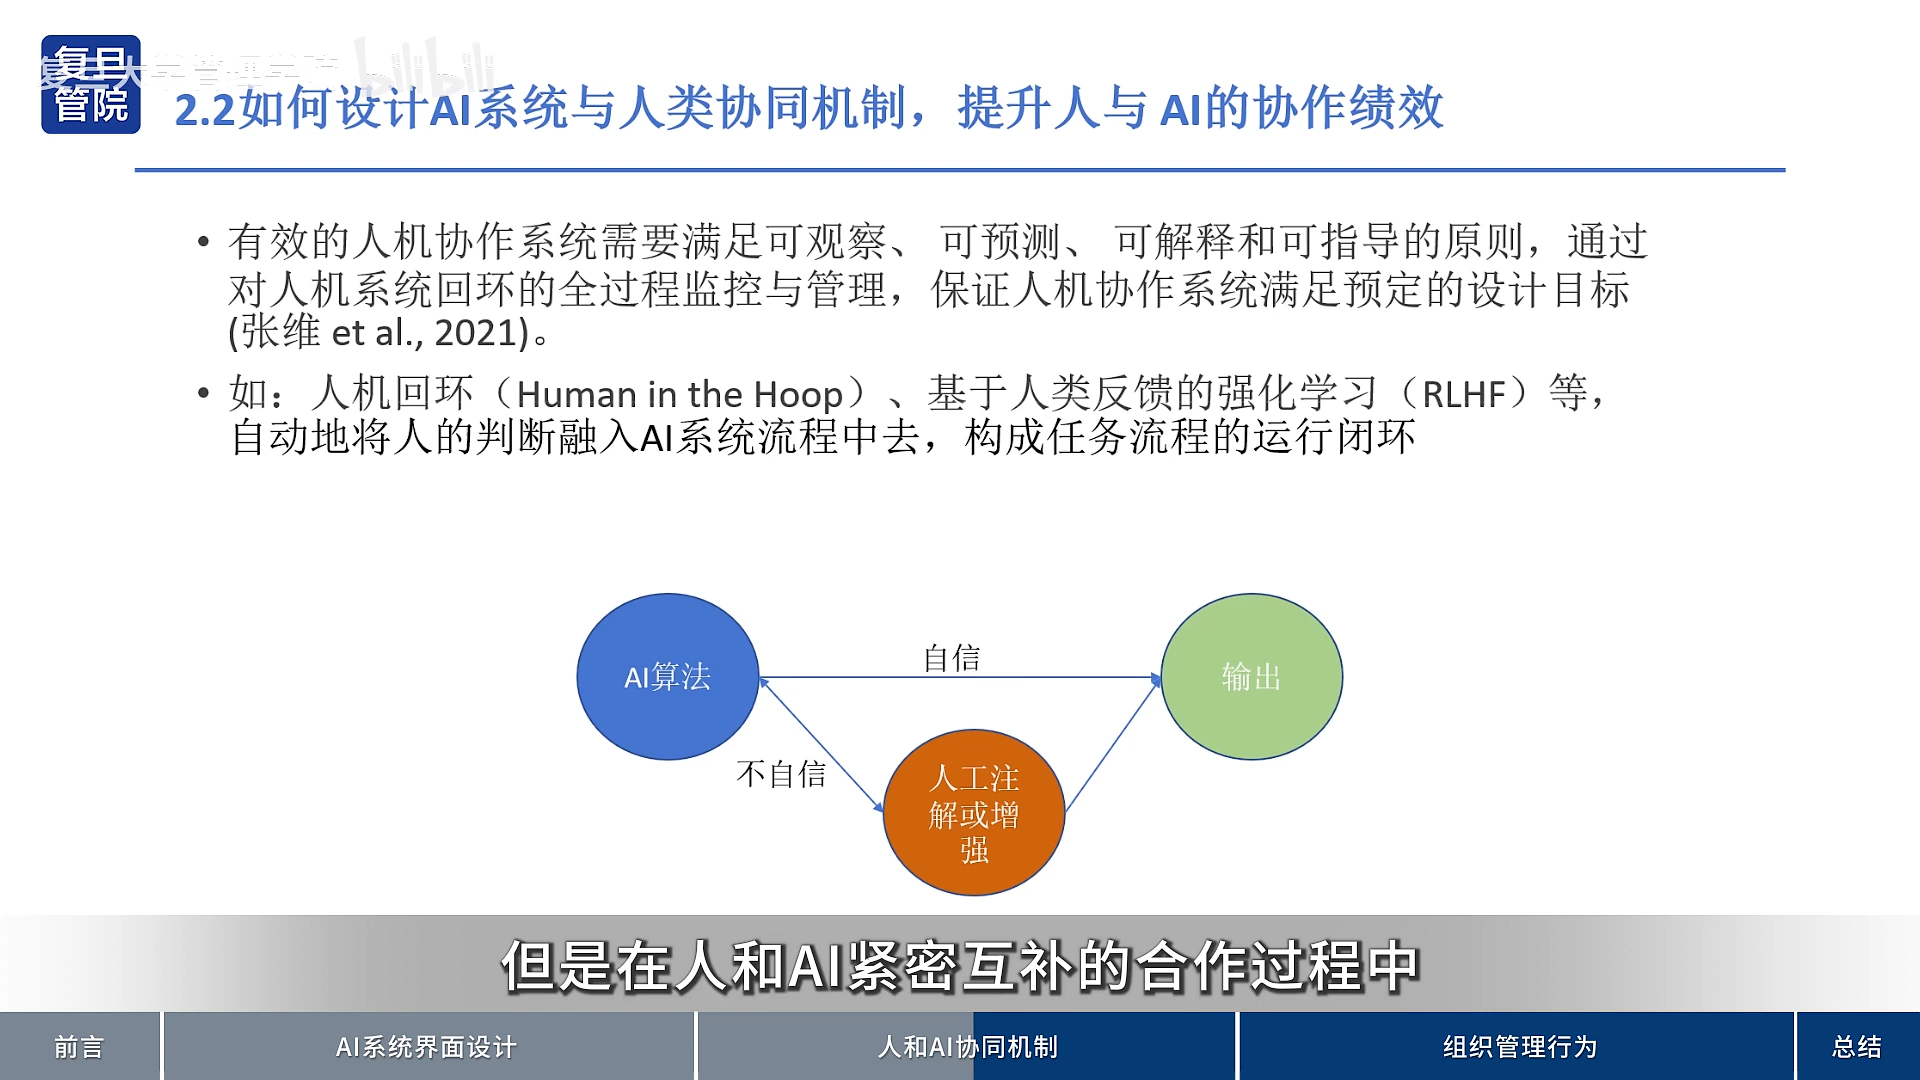 复旦
管院
复旦大学管理学院 bilibili
2.2如何设计AI系统与人类协同机制，提升人与 AI的协作绩效
• 有效的人机协作系统需要满足可观察、 可预测、 可解释和可指导的原则，通过
对人机系统回环的全过程监控与管理，保证人机协作系统满足预定的设计目标
(张维 et al., 2021)。
• 如：人机回环（Human in the Hoop）、基于人类反馈的强化学习（RLHF）等，
自动地将人的判断融入AI系统流程中去，构成任务流程的运行闭环
自信
AI算法
输出
不自信
人工注
解或增
强
但是在人和AI紧密互补的合作过程中
前言
AI系统界面设计
人和AI协同机制
组织管理行为
总结